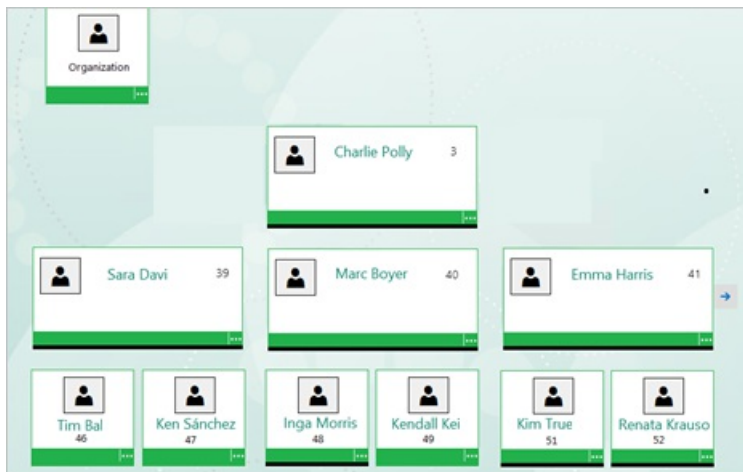 Organization
Charlie Polly 3
Sara Davi 39
Marc Boyer 40
Emma Harris 41
Tim Bal
46
Ken Sánchez
47
Inga Morris
48
Kendall Kei
49
Kim True
51
Renata Krauso
52